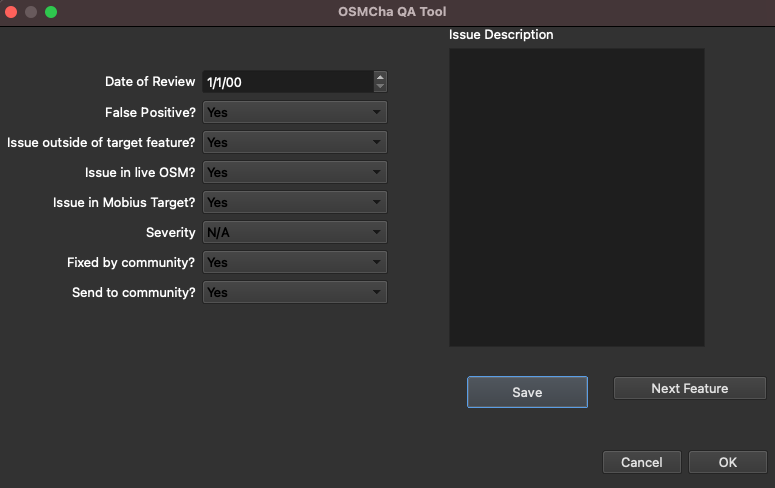 OSMCha QA Tool
Issue Description
Date of Review 1/1/00
False Positive? Yes
Issue outside of target feature? Yes
Issue in live OSM? Yes
Issue in Mobius Target? Yes
Severity N/A
Fixed by community? Yes
Send to community? Yes
Save Next Feature
Cancel OK